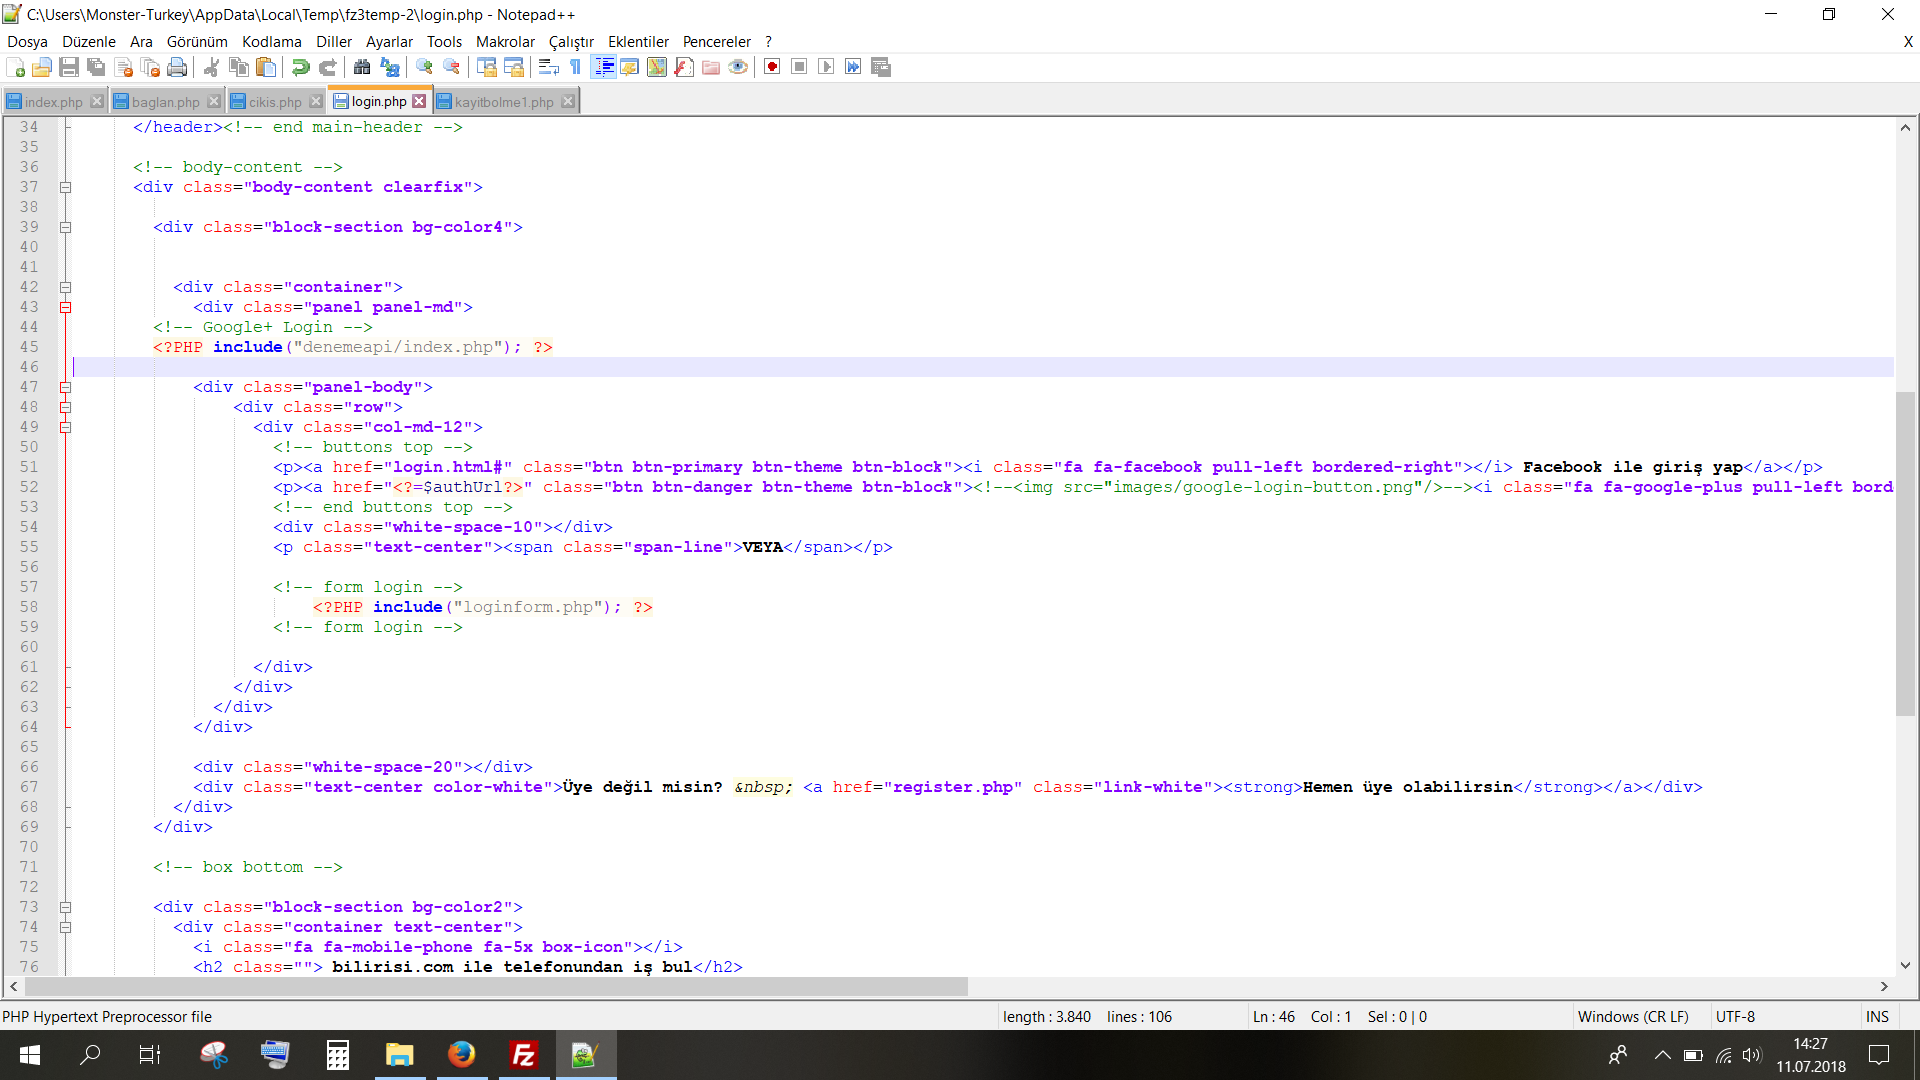 C:\Users\Monster-Turkey\AppData\Local\Temp\fz3temp-2\login.php - Notepad++
Dosya Düzenle Ara Görünüm Kodlama Diller Ayarlar Tools Makrolar Çalıştır Eklentiler Pencereler ? X
index.php baglan.php cikis.php login.php kayitbolme1.php
34 </header><!-- end main-header -->
35
36 <!-- body-content -->
37 <div class="body-content clearfix">
38
39 <div class="block-section bg-color4">
40
41
42 <div class="container">
43 <div class="panel panel-md">
44 <!-- Google+ Login -->
45 <?PHP include("denemeapi/index.php"); ?>
46
47 <div class="panel-body">
48 <div class="row">
49 <div class="col-md-12">
50 <!-- buttons top -->
51 <p><a href="login.html#" class="btn btn-primary btn-theme btn-block"><i class="fa fa-facebook pull-left bordered-right"></i> Facebook ile giriş yap</a></p>
52 <p><a href="<?=$authUrl?>" class="btn btn-danger btn-theme btn-block"><!--<img src="images/google-login-button.png"/>--><i class="fa fa-google-plus pull-left bord
53 <!-- end buttons top -->
54 <div class="white-space-10"></div>
55 <p class="text-center"><span class="span-line">VEYA</span></p>
56
57 <!-- form login -->
58 <?PHP include("loginform.php"); ?>
59 <!-- form login -->
60
61 </div>
62 </div>
63 </div>
64 </div>
65
66 <div class="white-space-20"></div>
67 <div class="text-center color-white">Üye değil misin? &nbsp; <a href="register.php" class="link-white"><strong>Hemen üye olabilirsin</strong></a></div>
68 </div>
69 </div>
70
71 <!-- box bottom -->
72
73 <div class="block-section bg-color2">
74 <div class="container text-center">
75 <i class="fa fa-mobile-phone fa-5x box-icon"></i>
76 <h2 class=""> bilirisi.com ile telefonundan iş bul</h2>
PHP Hypertext Preprocessor file length : 3.840 lines : 106 Ln : 46 Col : 1 Sel : 0 | 0 Windows (CR LF) UTF-8 INS
14:27
11.07.2018